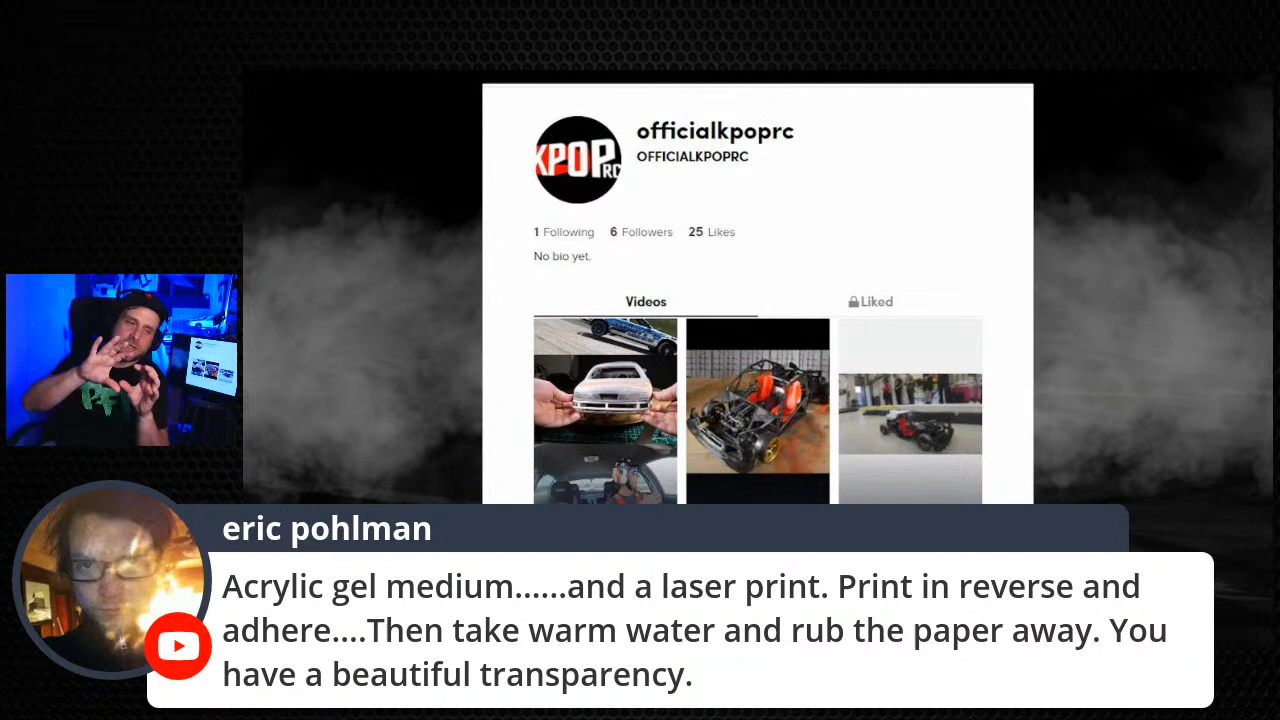 officialkpoprc
OFFICIALKPOPRC
KPOP
RC
1 Following 6 Followers 25 Likes
No bio yet.
Videos Liked
PF
eric pohlman
Acrylic gel medium......and a laser print. Print in reverse and
adhere....Then take warm water and rub the paper away. You
have a beautiful transparency.